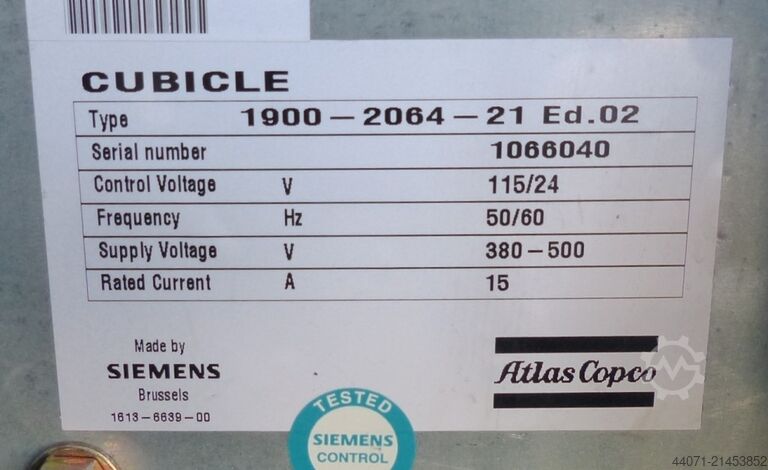 CUBICLE
Type 1900-2064-21 Ed.02
Serial number 1066040
Control Voltage V 115/24
Frequency Hz 50/60
Supply Voltage V 380-500
Rated Current A 15
Made by
SIEMENS
Brussels
1613-6639-00
Atlas Copco
TESTED
SIEMENS
CONTROL
44071-21453852